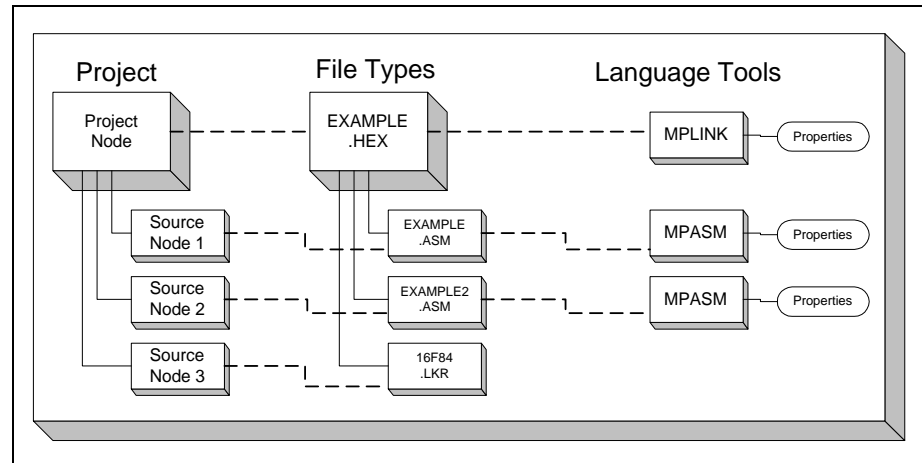 Project
File Types
Language Tools
Project
Node
EXAMPLE
.HEX
MPLINK
Properties
Source
Node 1
EXAMPLE
.ASM
MPASM
Properties
Source
Node 2
EXAMPLE2
.ASM
MPASM
Properties
Source
Node 3
16F84
.LKR